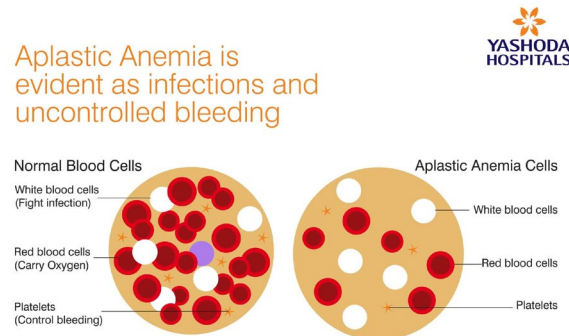 YASHODA
HOSPITALS
Aplastic Anemia is
evident as infections and
uncontrolled bleeding
Normal Blood Cells
White blood cells
(Fight infection)
Red blood cells
(Carry Oxygen)
Platelets
(Control bleeding)
Aplastic Anemia Cells
White blood cells
Red blood cells
Platelets